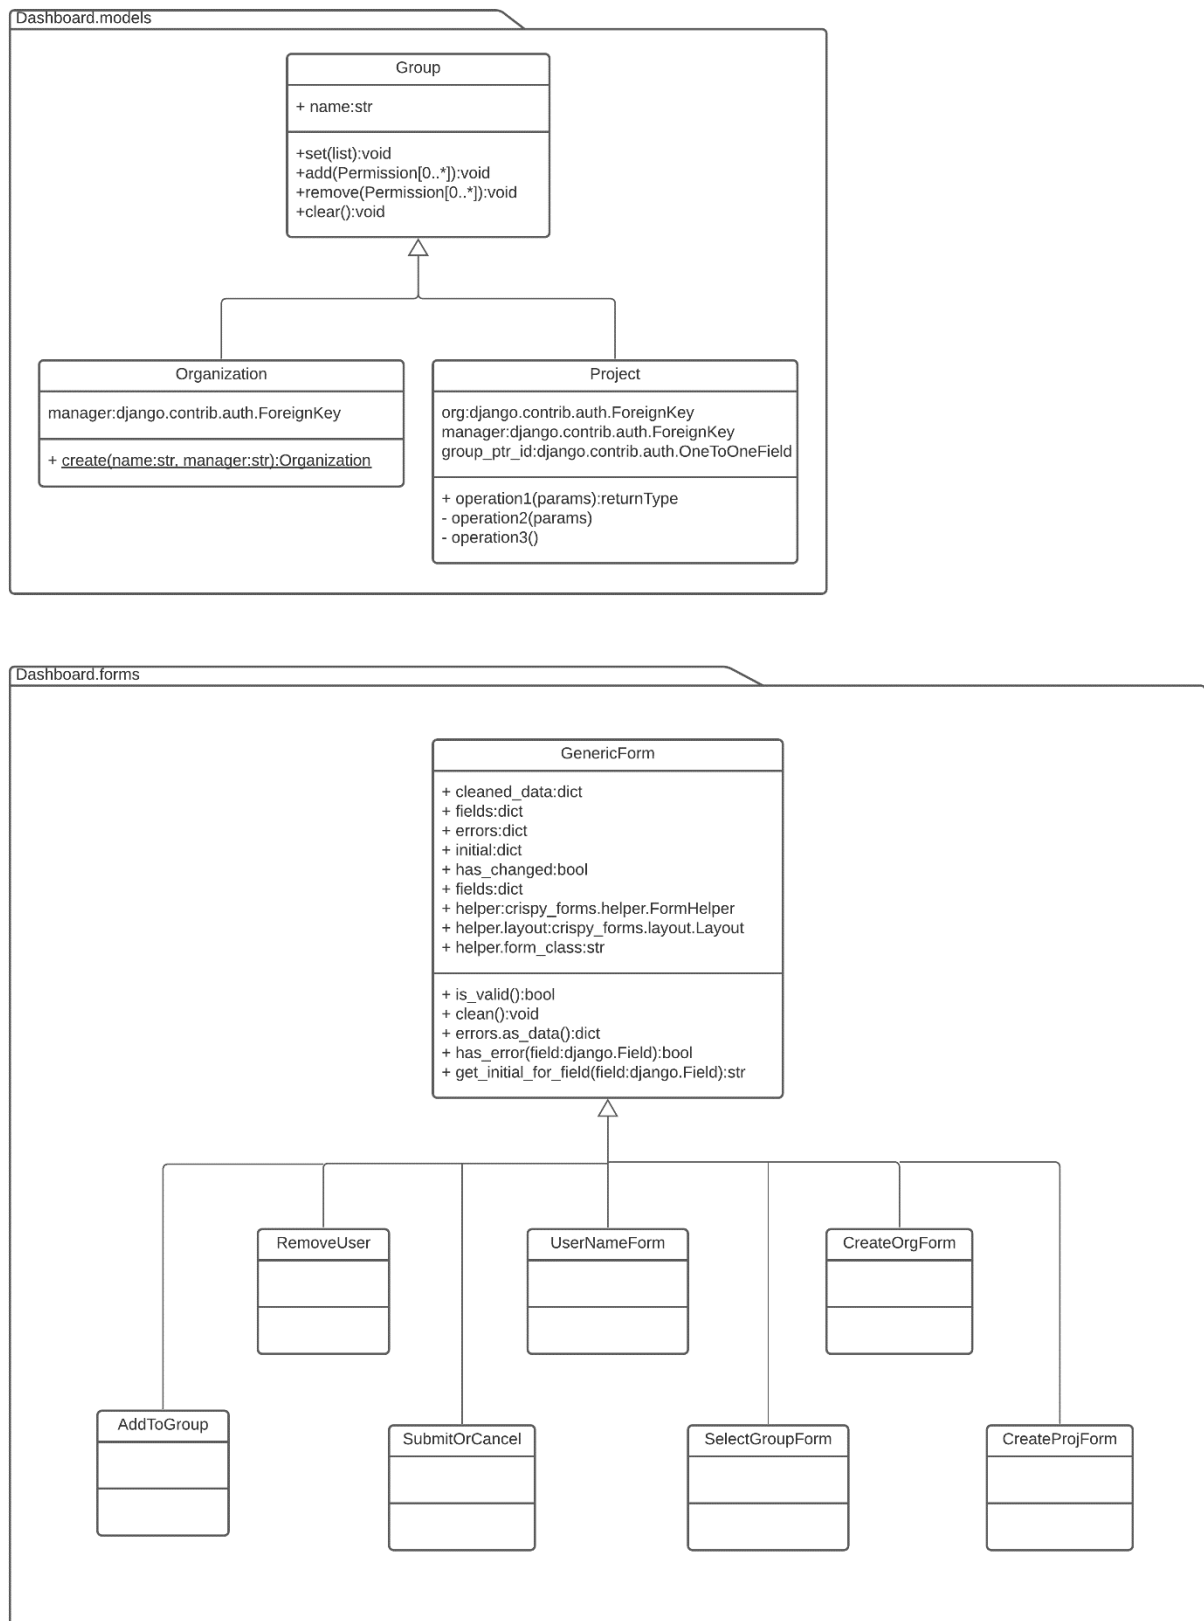 Dashboard.models
Group
+ name:str
+set(list):void
+add(Permission[0..*]):void
+remove(Permission[0..*]):void
+clear():void
Organization
manager:django.contrib.auth.ForeignKey
+ create(name:str, manager:str):Organization
Project
org:django.contrib.auth.ForeignKey
manager:django.contrib.auth.ForeignKey
group_ptr_id:django.contrib.auth.OneToOneField
+ operation1(params):returnType
- operation2(params)
- operation3()
Dashboard.forms
GenericForm
+ cleaned_data:dict
+ fields:dict
+ errors:dict
+ initial:dict
+ has_changed:bool
+ fields:dict
+ helper:crispy_forms.helper.FormHelper
+ helper.layout:crispy_forms.layout.Layout
+ helper.form_class:str
+ is_valid():bool
+ clean():void
+ errors.as_data():dict
+ has_error(field:django.Field):bool
+ get_initial_for_field(field:django.Field):str
RemoveUser
UserNameForm
CreateOrgForm
AddToGroup
SubmitOrCancel
SelectGroupForm
CreateProjForm